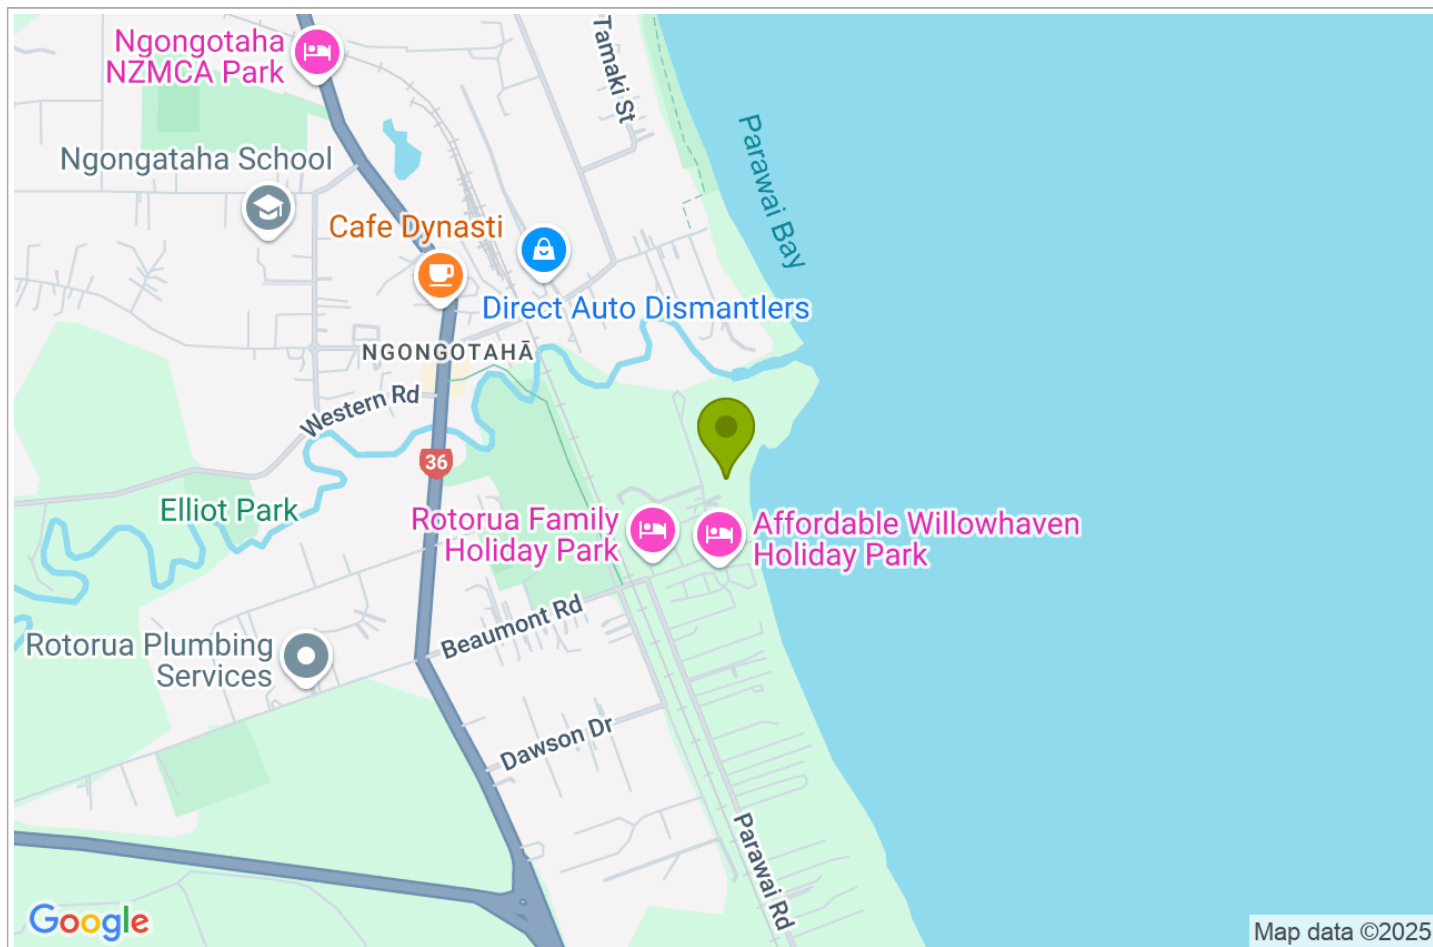 Ngongotaha
NZMCA Park
Tamaki St
Parawai Bay
Ngongataha School
Cafe Dynasti
Direct Auto Dismantlers
NGONGOTAHĀ
Western Rd
36
Elliot Park
Rotorua Family
Holiday Park
Affordable Willowhaven
Holiday Park
Beaumont Rd
Rotorua Plumbing
Services
Dawson Dr
Parawai Rd
Google
Map data ©2025